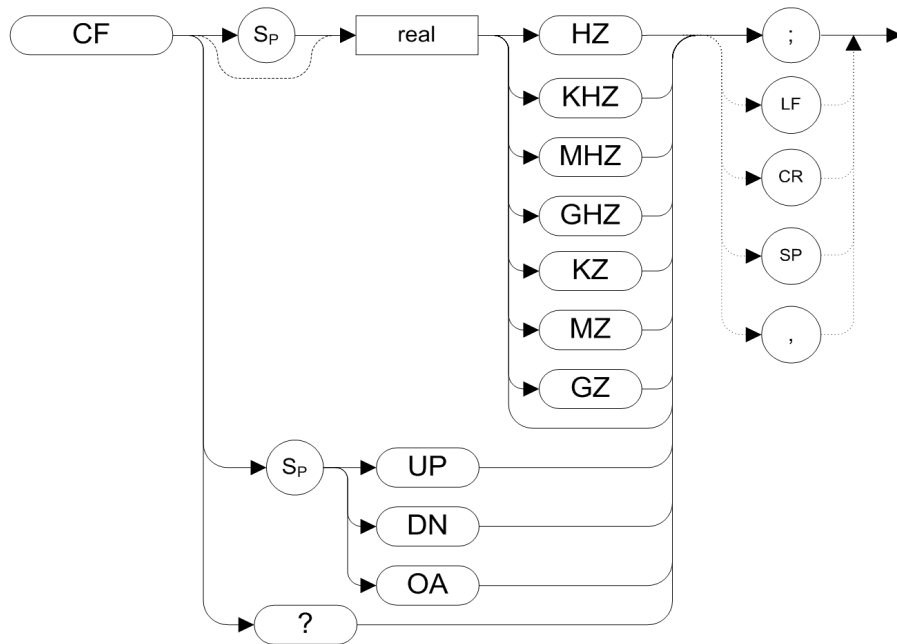 CF
SP
real
HZ
;
KHZ
LF
MHZ
CR
GHZ
KZ
SP
MZ
,
GZ
SP
UP
DN
OA
?